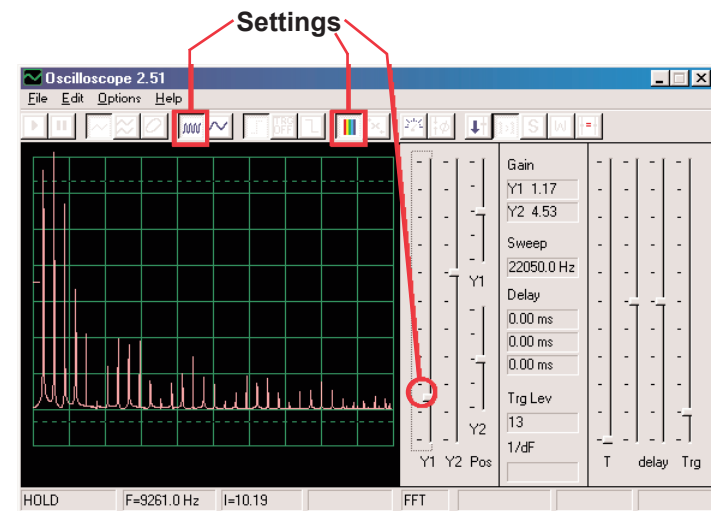 Settings
Oscilloscope 2.51
File Edit Options Help
TRG OFF
S W
Gain
Y1 1.17
Y2 4.53
Sweep
22050.0 Hz
Y1
Delay
0.00 ms
0.00 ms
0.00 ms
Trg Lev
13
Y2
1/dF
Y1 Y2 Pos
T delay Trg
HOLD F=9261.0 Hz I=10.19 FFT